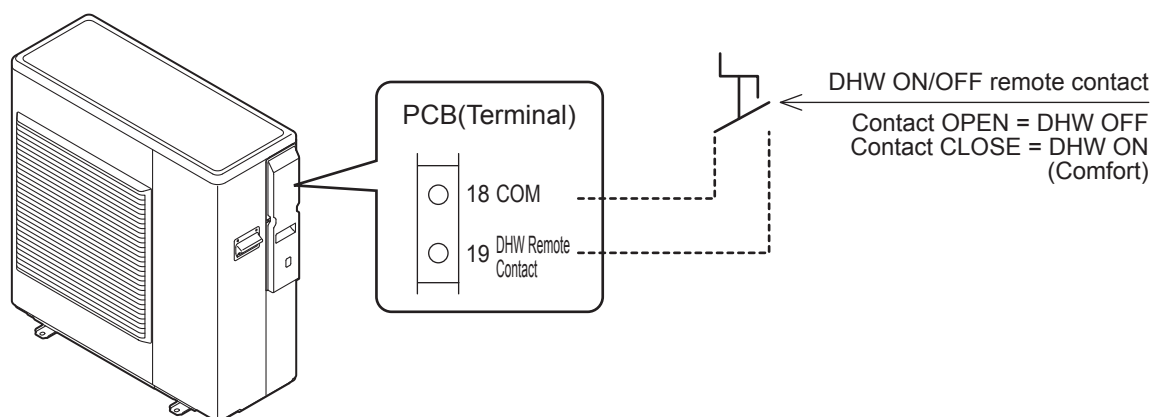 PCB(Terminal)
18 COM
19 DHW Remote
Contact
DHW ON/OFF remote contact
Contact OPEN = DHW OFF
Contact CLOSE = DHW ON
(Comfort)